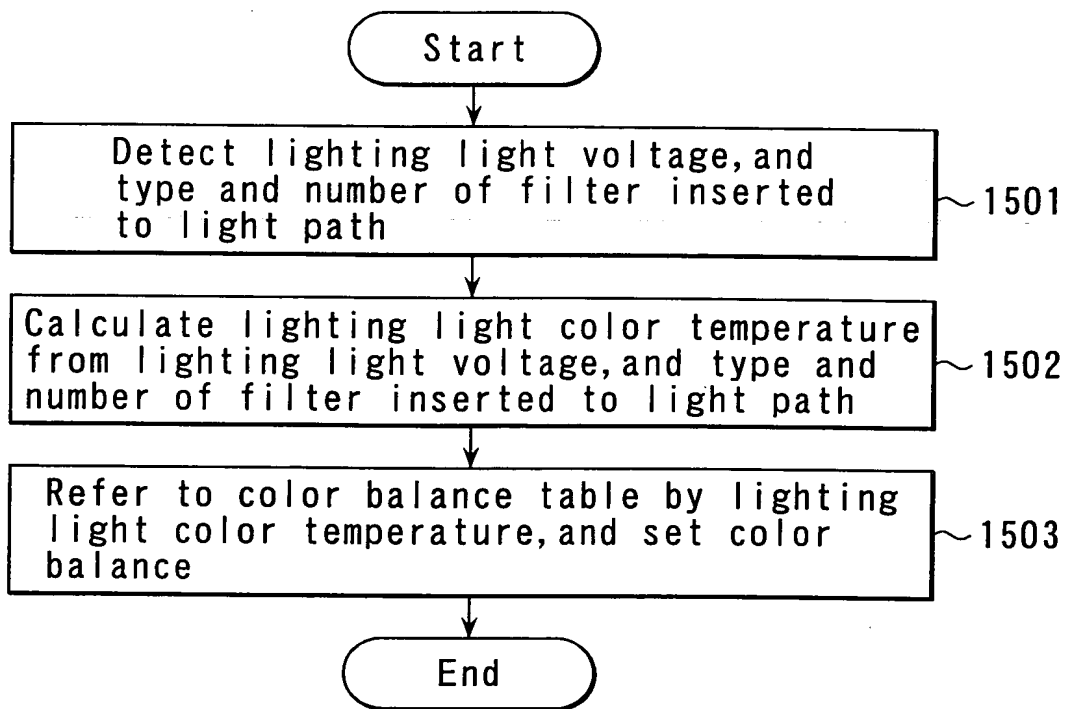 Start
Detect lighting light voltage, and
type and number of filter inserted
to light path
1501
Calculate lighting light color temperature
from lighting light voltage, and type and
number of filter inserted to light path
1502
Refer to color balance table by lighting
light color temperature, and set color
balance
1503
End